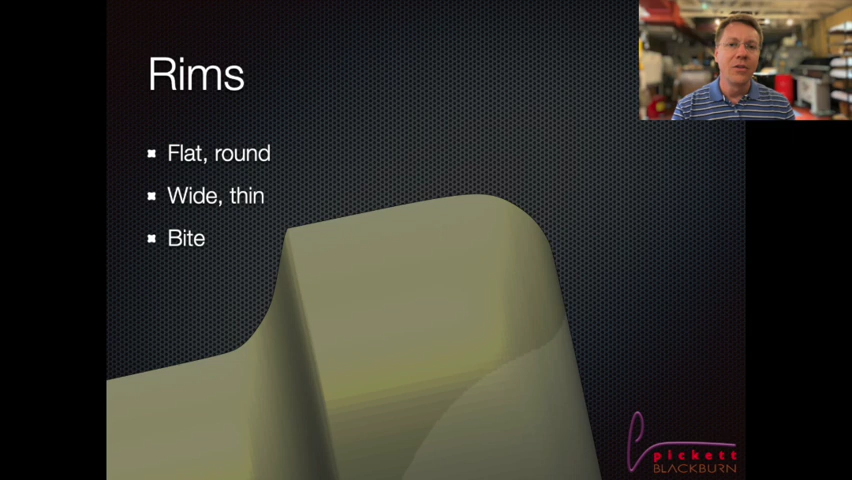 Rims
Flat, round
Wide, thin
Bite
pickett
BLACKBURN